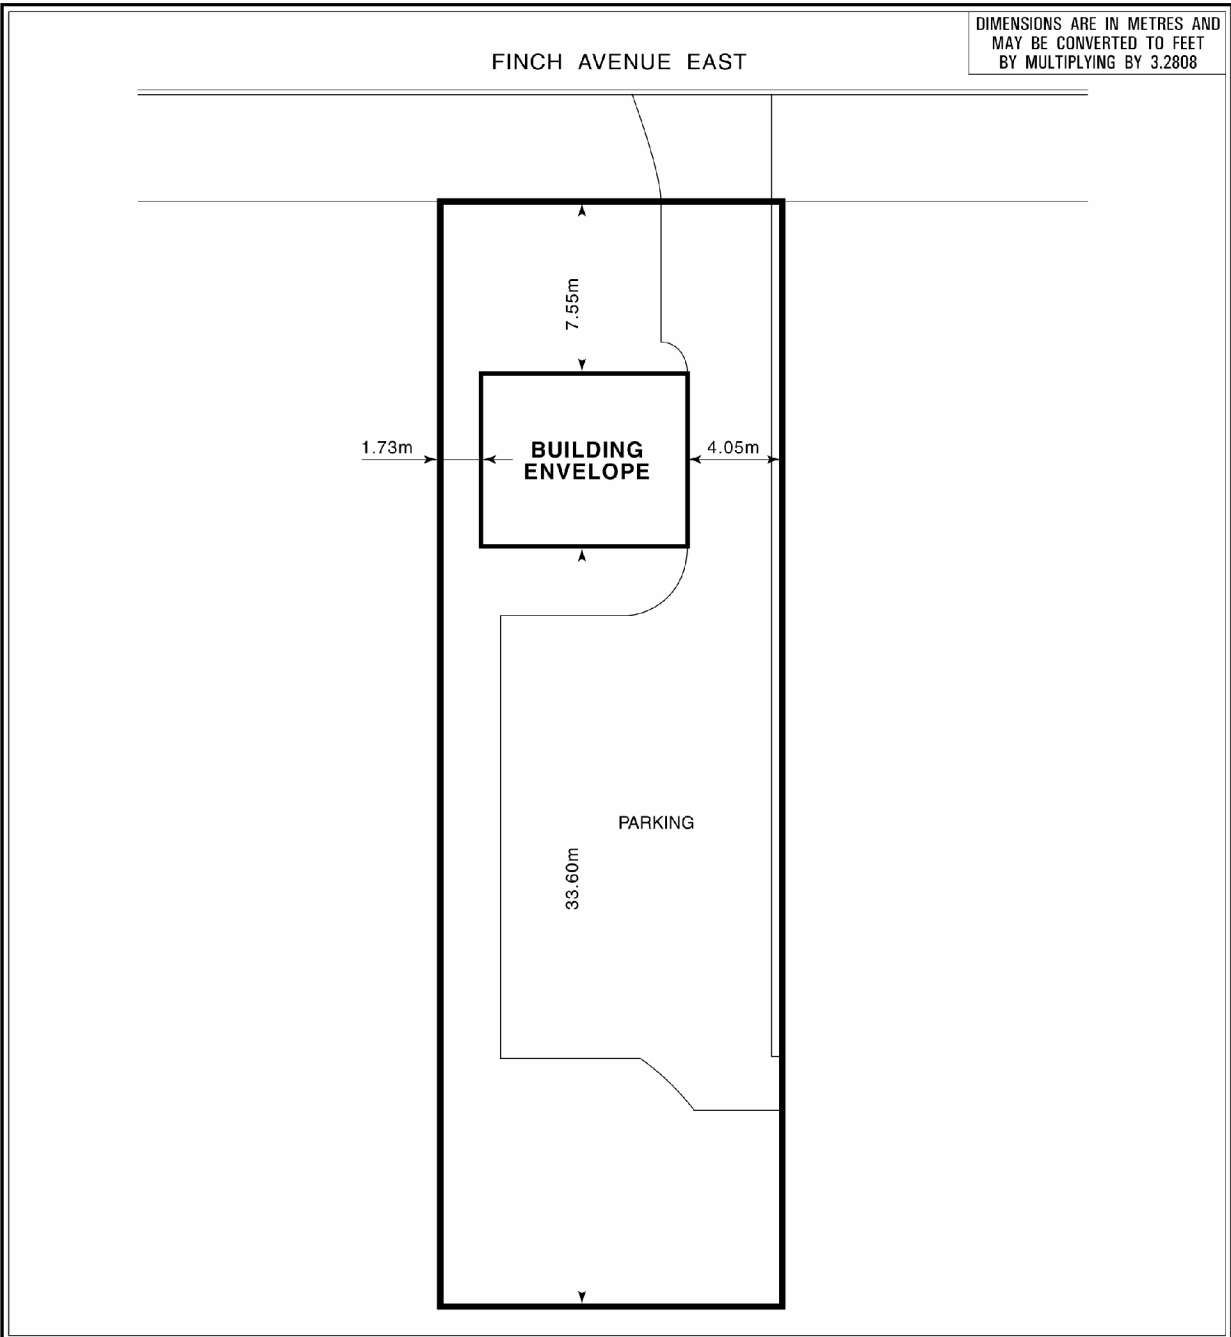 DIMENSIONS ARE IN METRES AND
MAY BE CONVERTED TO FEET
BY MULTIPLYING BY 3.2808
FINCH AVENUE EAST
7.55m
1.73m
BUILDING
ENVELOPE
4.05m
PARKING
33.60m